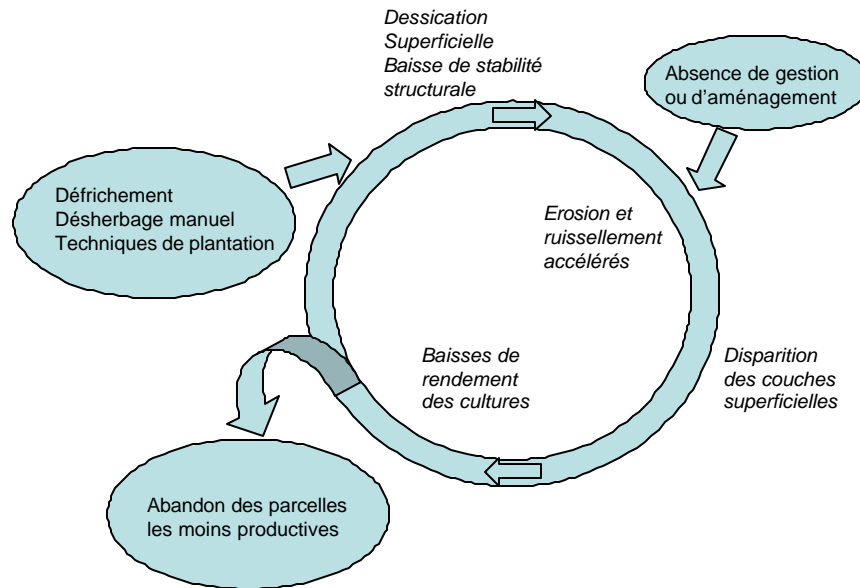 Dessication
Superficielle
Baisse de stabilité
structurale
Absence de gestion
ou d'aménagement
Défrichement
Désherbage manuel
Techniques de plantation
Erosion et
ruissellement
accélérés
Baisses de
rendement
des cultures
Disparition
des couches
superficielles
Abandon des parcelles
les moins productives